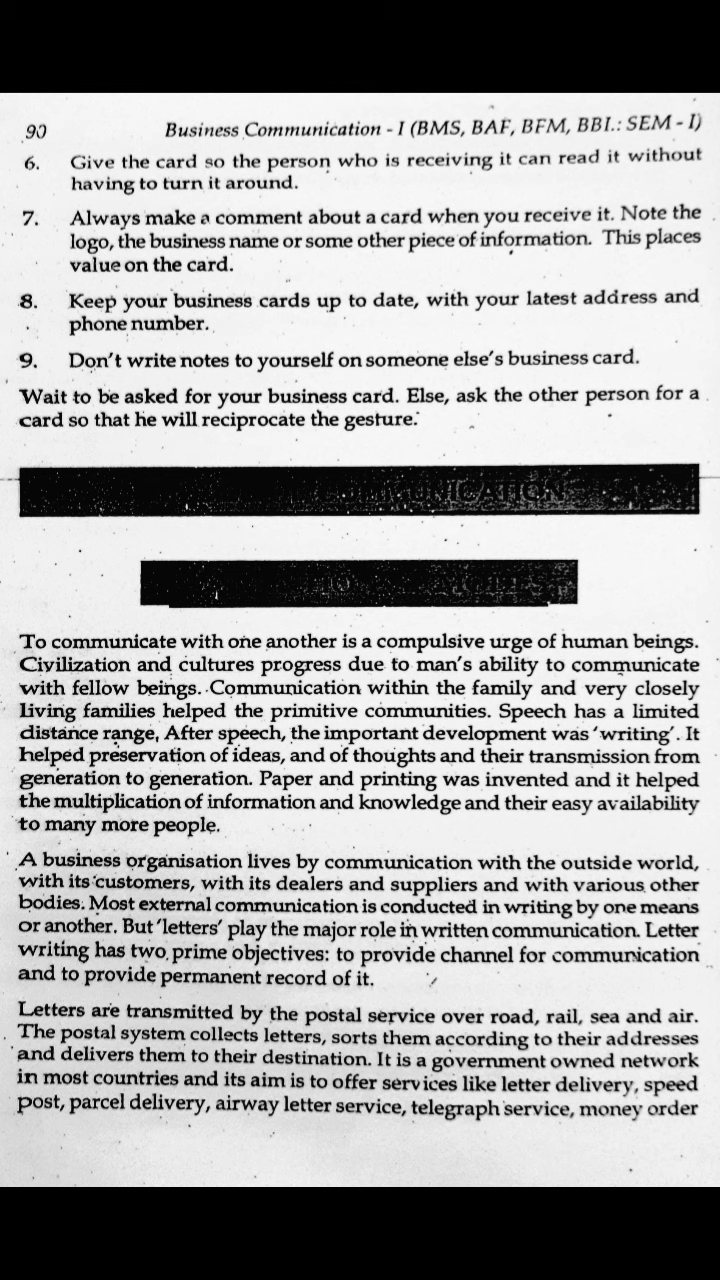 90 Business Communication - I (BMS, BAF, BFM, BBI.: SEM - I)
6. Give the card so the person who is receiving it can read it without
having to turn it around.
7. Always make a comment about a card when you receive it. Note the
logo, the business name or some other piece of information. This places
value on the card.
8. Keep your business cards up to date, with your latest address and
phone number.
9. Don't write notes to yourself on someone else's business card.
Wait to be asked for your business card. Else, ask the other person for a
card so that he will reciprocate the gesture.
COMMUNICATION
To communicate with one another is a compulsive urge of human beings.
Civilization and cultures progress due to man's ability to communicate
with fellow beings. Communication within the family and very closely
living families helped the primitive communities. Speech has a limited
distance range, After speech, the important development was 'writing'. It
helped preservation of ideas, and of thoughts and their transmission from
generation to generation. Paper and printing was invented and it helped
the multiplication of information and knowledge and their easy availability
to many more people.
A business organisation lives by communication with the outside world,
with its customers, with its dealers and suppliers and with various other
bodies. Most external communication is conducted in writing by one means
or another. But 'letters' play the major role in written communication. Letter
writing has two prime objectives: to provide channel for communication
and to provide permanent record of it.
Letters are transmitted by the postal service over road, rail, sea and air.
The postal system collects letters, sorts them according to their addresses
and delivers them to their destination. It is a government owned network
in most countries and its aim is to offer services like letter delivery, speed
post, parcel delivery, airway letter service, telegraph service, money order